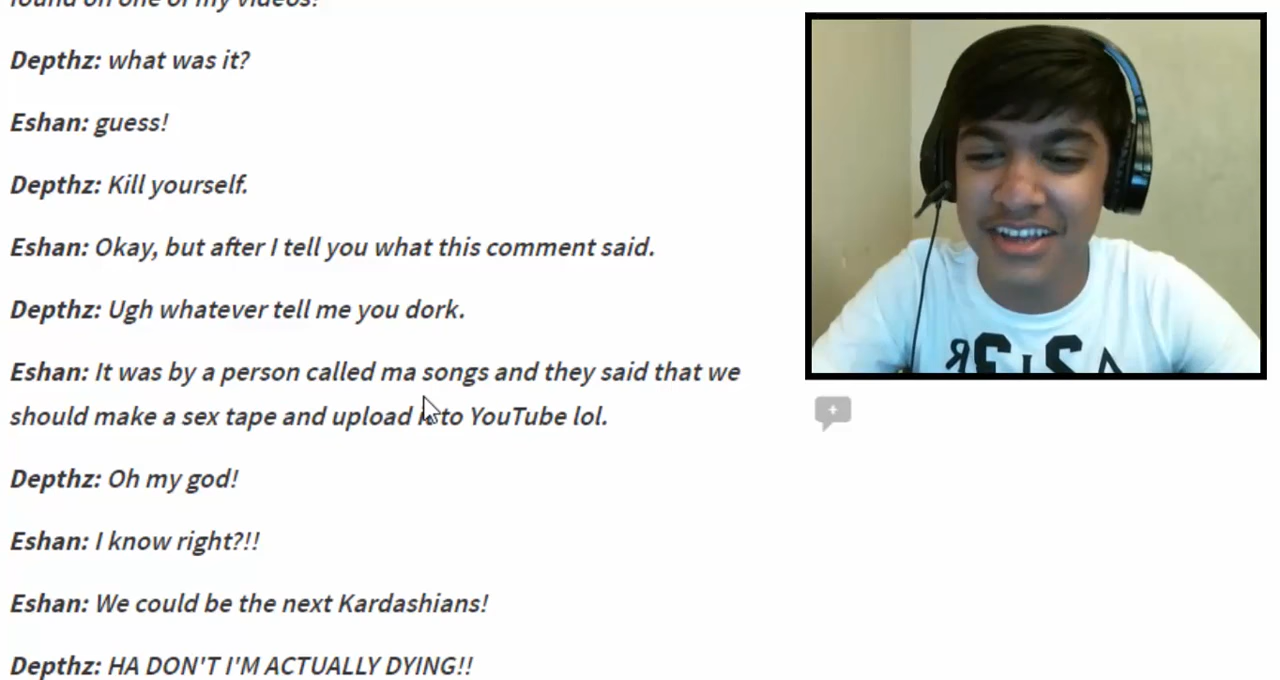 found on one of my videos!
Depthz: what was it?
Eshan: guess!
Depthz: Kill yourself.
Eshan: Okay, but after I tell you what this comment said.
Depthz: Ugh whatever tell me you dork.
Eshan: It was by a person called ma songs and they said that we
should make a sex tape and upload to YouTube lol.
Depthz: Oh my god!
Eshan: I know right?!!
Eshan: We could be the next Kardashians!
Depthz: HA DON'T I'M ACTUALLY DYING!!